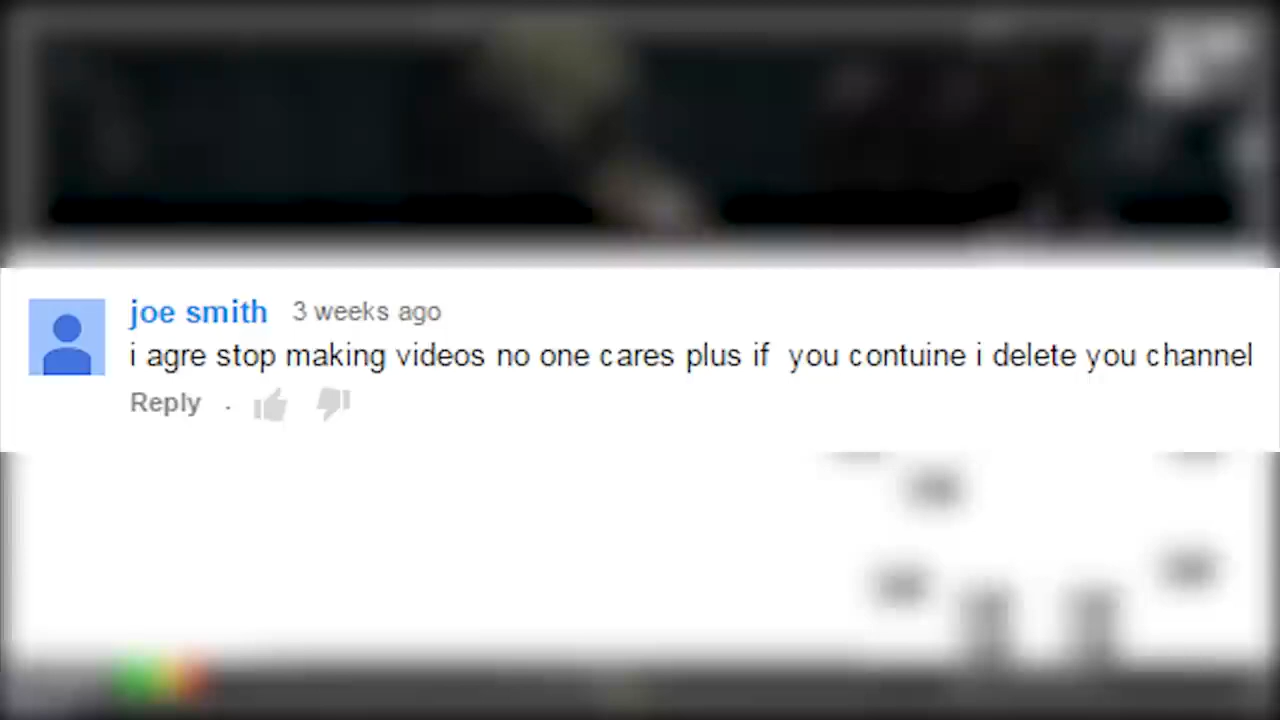 joe smith 3 weeks ago
i agre stop making videos no one cares plus if  you contuine i delete you channel
Reply .